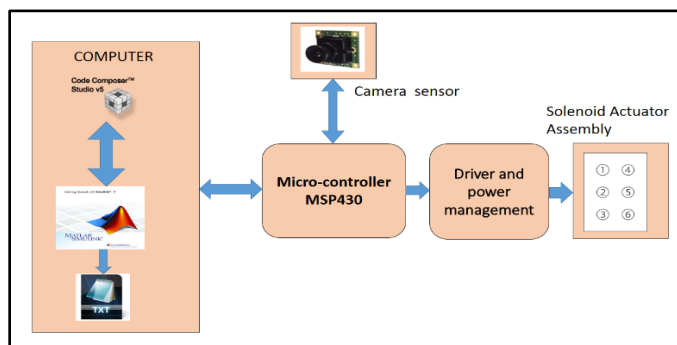 COMPUTER
Code Composer™
Studio v5
MATLAB
SIMULINK
TXT
Camera sensor
Micro-controller
MSP430
Driver and
power
management
Solenoid Actuator
Assembly
① ④
② ⑤
③ ⑥